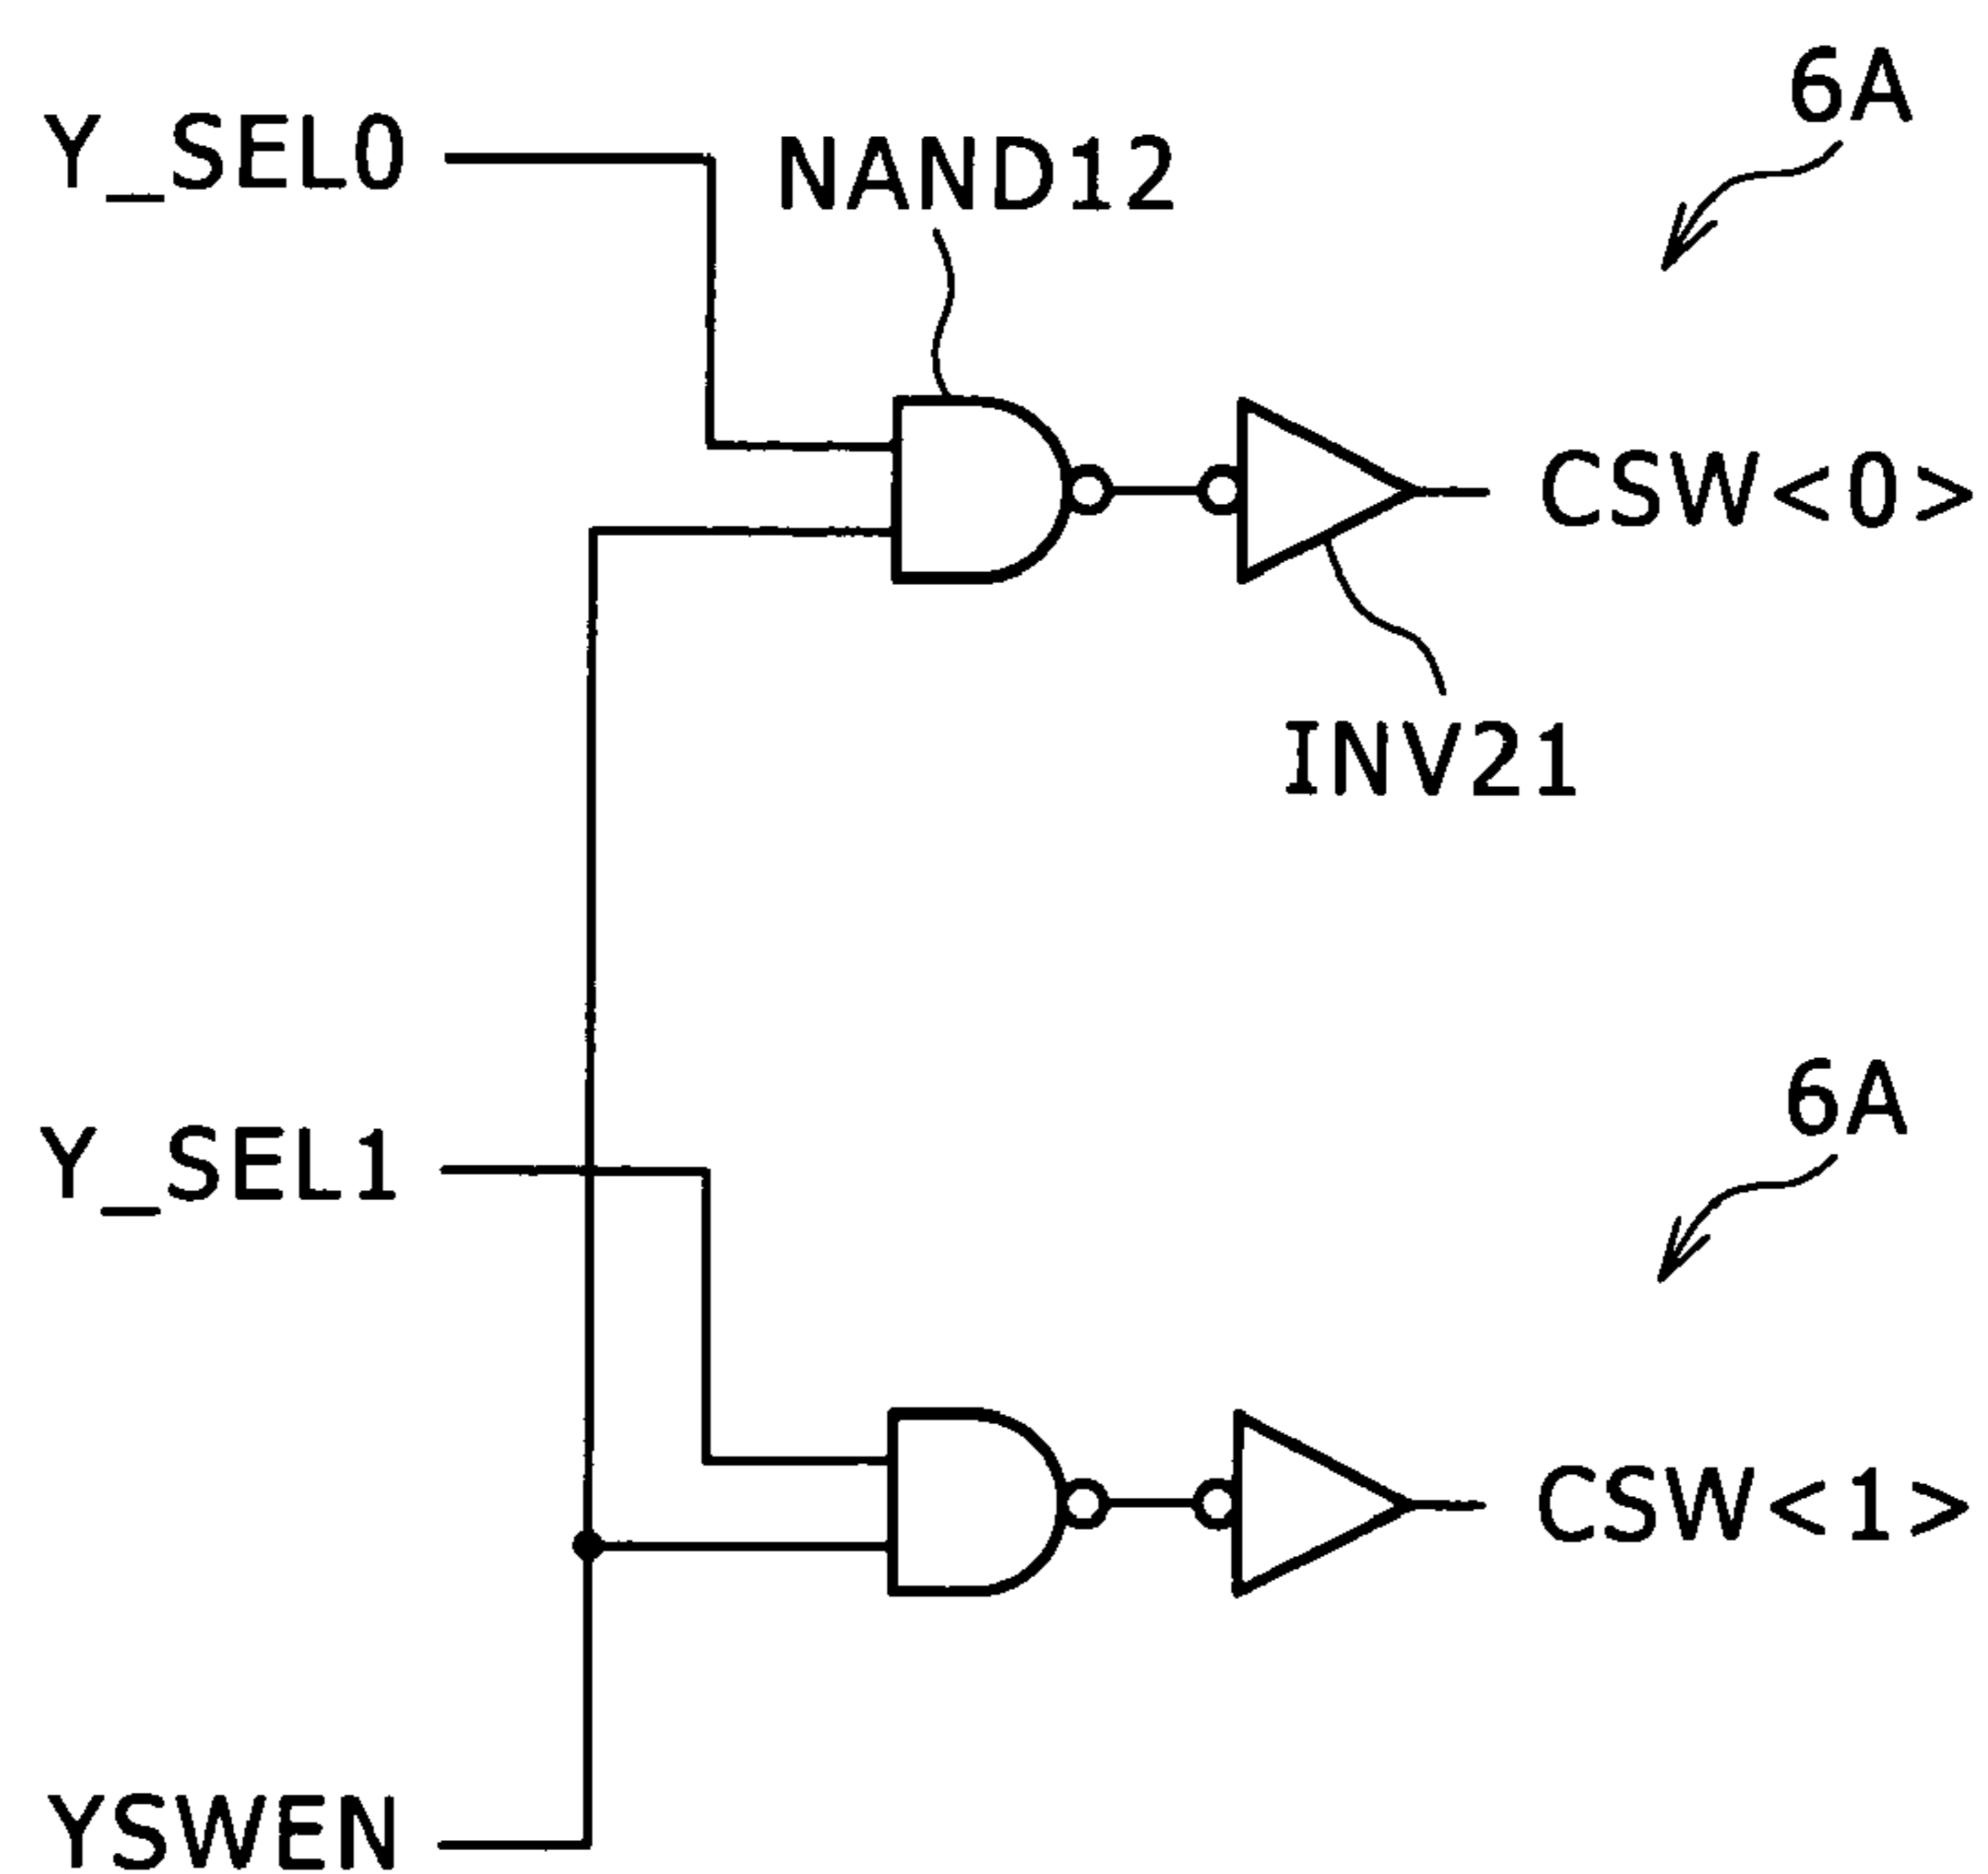 6A
Y_SEL0
NAND12
CSW<0>
INV21
6A
Y_SEL1
CSW<1>
YSWEN